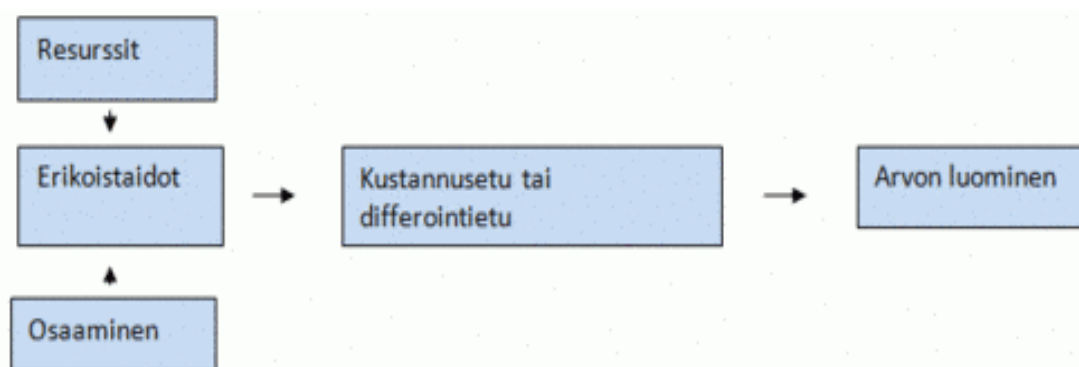 Resurssit
Erikoistaidot
Osaaminen
Kustannusetu tai
differointietu
Arvon luominen